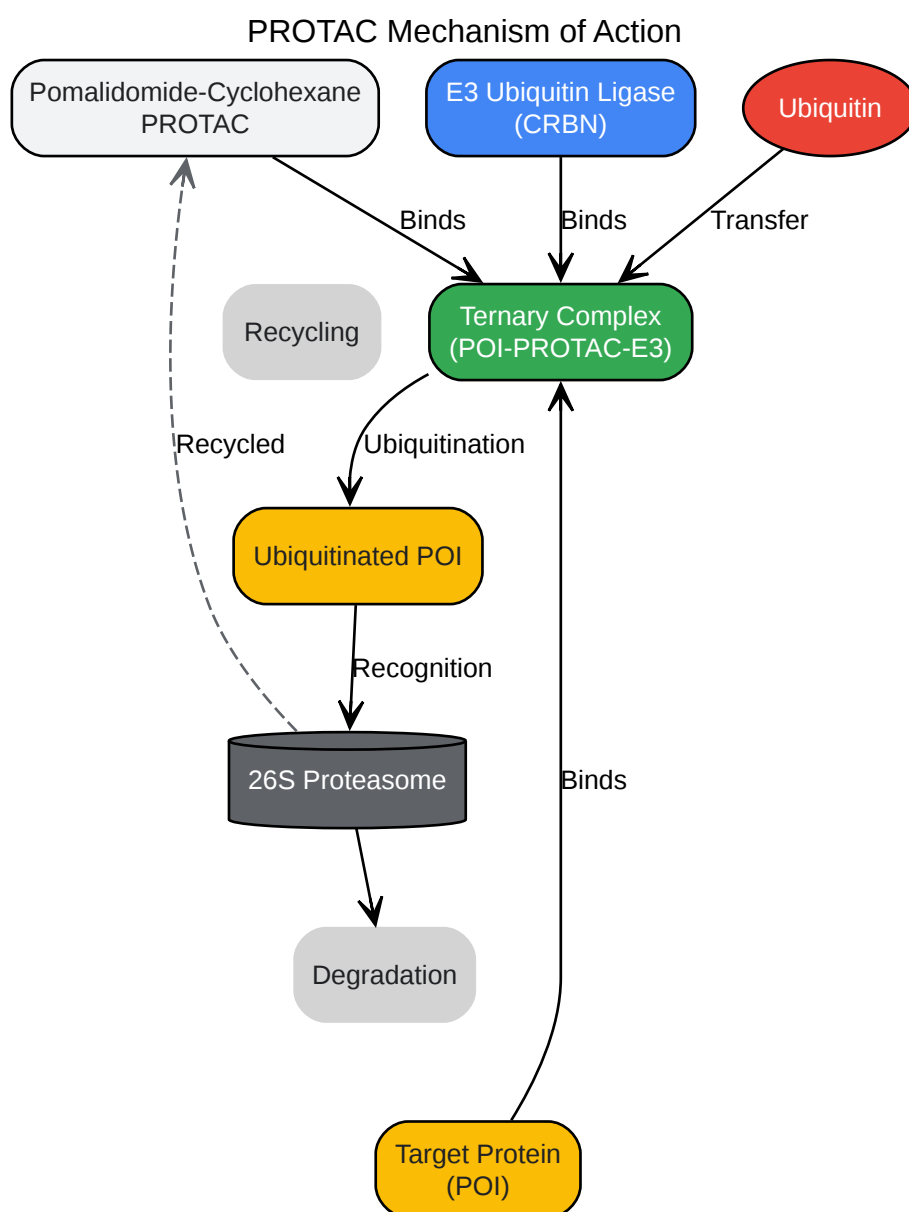 PROTAC Mechanism of Action
Pomalidomide-Cyclohexane
PROTAC
E3 Ubiquitin Ligase
(CRBN)
Ubiquitin
Binds
Binds
Transfer
Recycling
Ternary Complex
(POI-PROTAC-E3)
Recycled
Ubiquitination
Ubiquitinated POI
Recognition
26S Proteasome
Binds
Degradation
Target Protein
(POI)